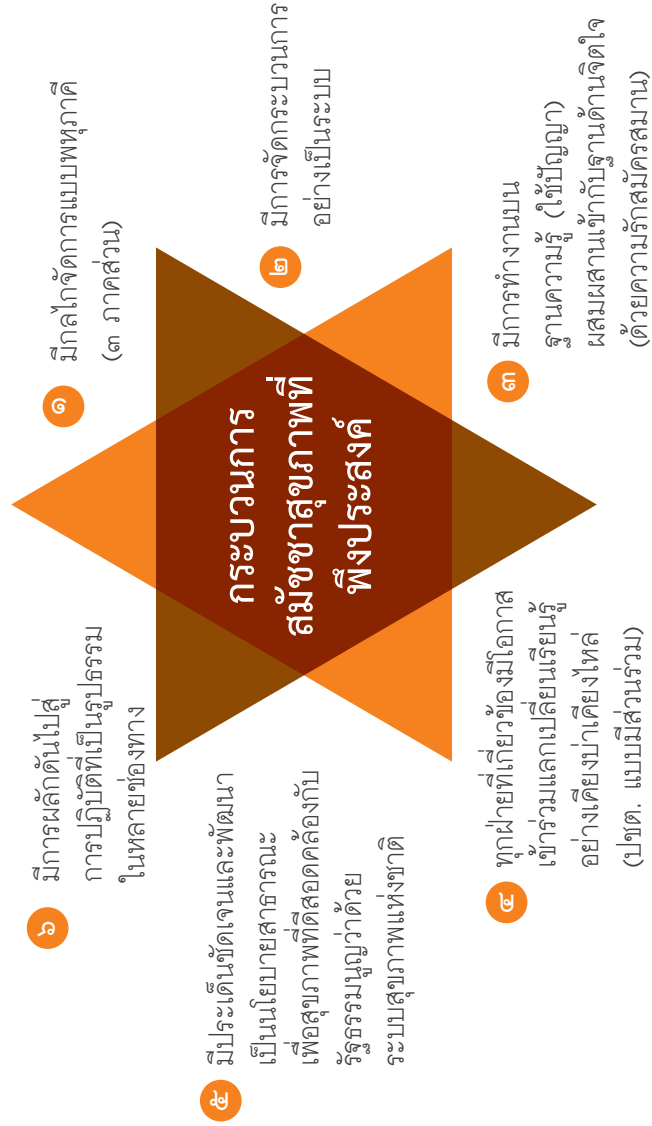 กระบวนการ
สมัชชาสุขภาพที่
พึงประสงค์
๑
มีกลไกจัดการแบบพหุภาคี
(๓ ภาคส่วน)
๒
มีการจัดกระบวนการ
อย่างเป็นระบบ
๓
มีการทำงานบน
ฐานความรู้ (ใช้ปัญญา)
ผสมผสานเข้ากับฐานด้านจิตใจ
(ด้วยความรักสมัครสมาน)
๔
ทุกฝ่ายที่เกี่ยวข้องมีโอกาส
เข้าร่วมแลกเปลี่ยนเรียนรู้
อย่างเคียงบ่าเคียงไหล่
(ปชต. แบบมีส่วนร่วม)
๕
มีประเด็นชัดเจนและพัฒนา
เป็นนโยบายสาธารณะ
เพื่อสุขภาพที่ดีสอดคล้องกับ
รัฐธรรมนูญว่าด้วย
ระบบสุขภาพแห่งชาติ
๖
มีการผลักดันไปสู่
การปฏิบัติที่เป็นรูปธรรม
ในหลายช่องทาง